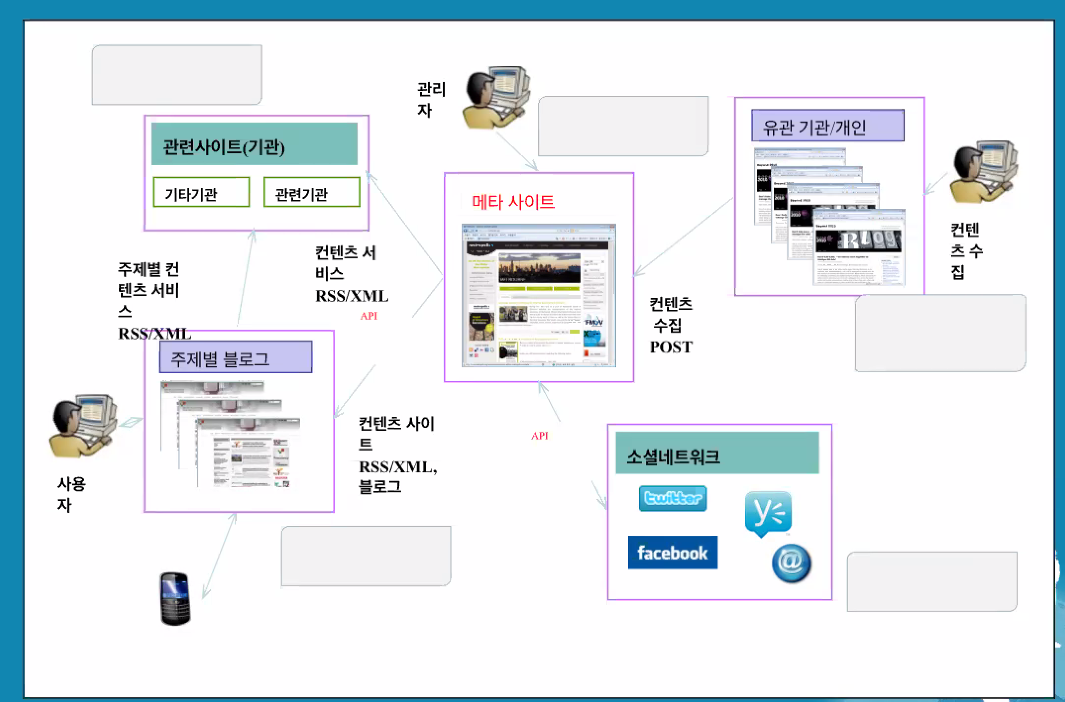 관리
자
유관 기관/개인
관련사이트(기관)
기타기관
관련기관
메타 사이트
BLOG
컨텐
츠 수
집
컨텐츠 서
비스
RSS/XML
API
주제별 컨
텐츠 서비
스
RSS/XML
컨텐츠
수집
POST
주제별 블로그
컨텐츠 사이
트
RSS/XML,
블로그
API
사용
자
소셜네트워크
twitter
facebook
@